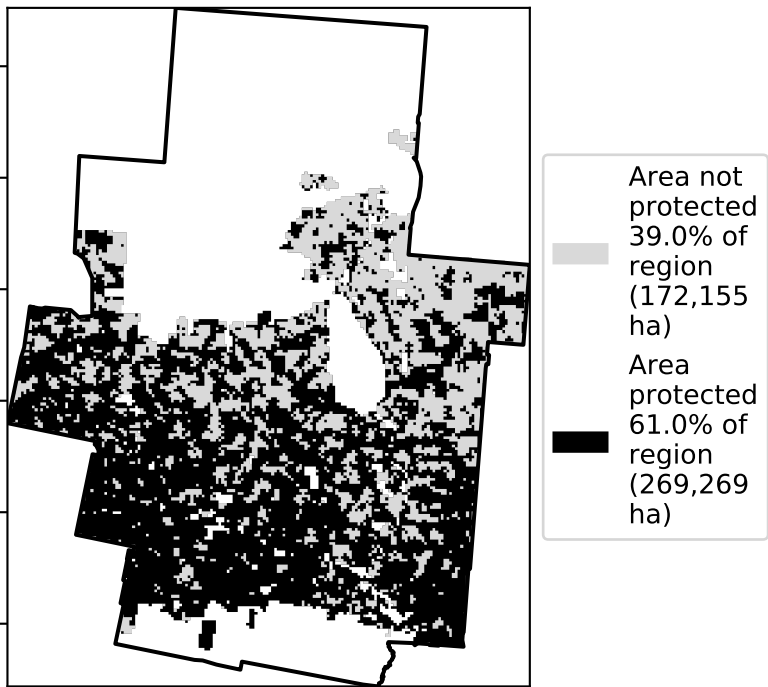 Area not
protected
39.0% of
region
(172,155
ha)
Area
protected
61.0% of
region
(269,269
ha)